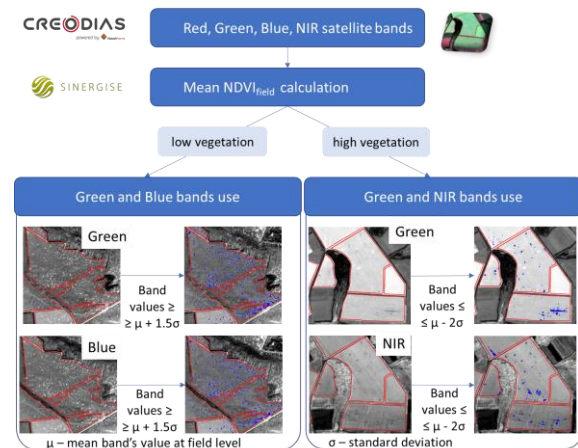 CREODIAS
powered by
Red, Green, Blue, NIR satellite bands
SINERGISE
Mean NDVIfield calculation
low vegetation
high vegetation
Green and Blue bands use
Green and NIR bands use
Green
Band
values ≥
≥ μ + 1.5σ
Green
Band
values ≤
≤ μ - 2σ
Blue
Band
values ≥
≥ μ + 1.5σ
NIR
Band
values ≤
≤ μ - 2σ
μ – mean band's value at field level
σ – standard deviation